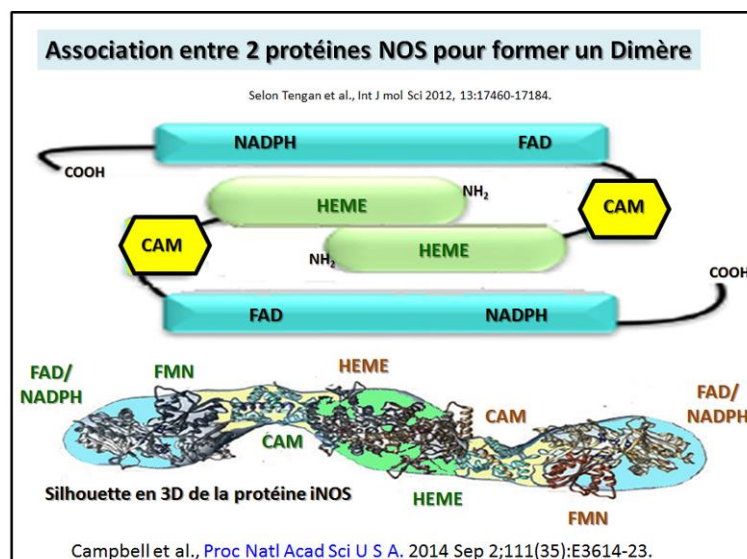 Association entre 2 protéines NOS pour former un Dimère
Selon Tengan et al., Int J mol Sci 2012, 13:17460-17184.
NADPH FAD
COOH
HEME NH2
CAM
CAM
NH2 HEME
COOH
FAD NADPH
HEME
FMN
FAD/
NADPH
FAD/
NADPH
CAM
CAM
Silhouette en 3D de la protéine iNOS
HEME
FMN
Campbell et al., Proc Natl Acad Sci U S A. 2014 Sep 2;111(35):E3614-23.